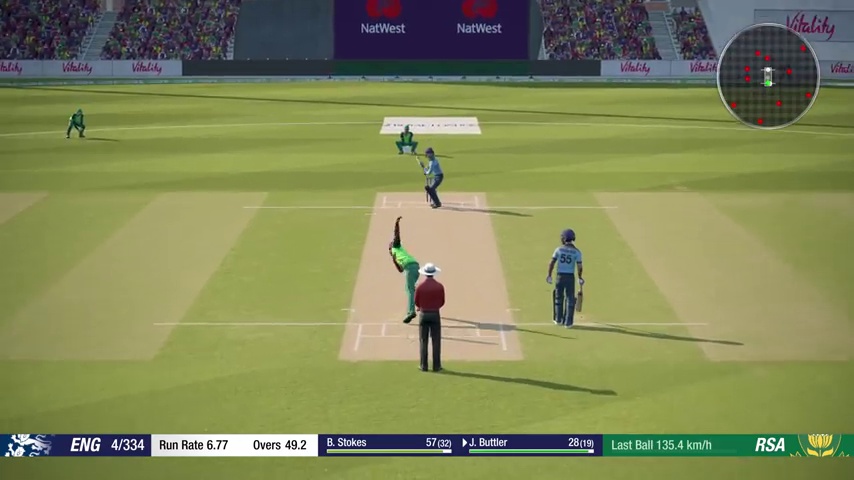 NatWest NatWest
Vitality
Vitality Vitality Vitality Vitality Vitality
55
ENG 4/334 Run Rate 6.77 Overs 49.2 B. Stokes 57(32) J. Buttler 28(19) Last Ball 135.4 km/h RSA